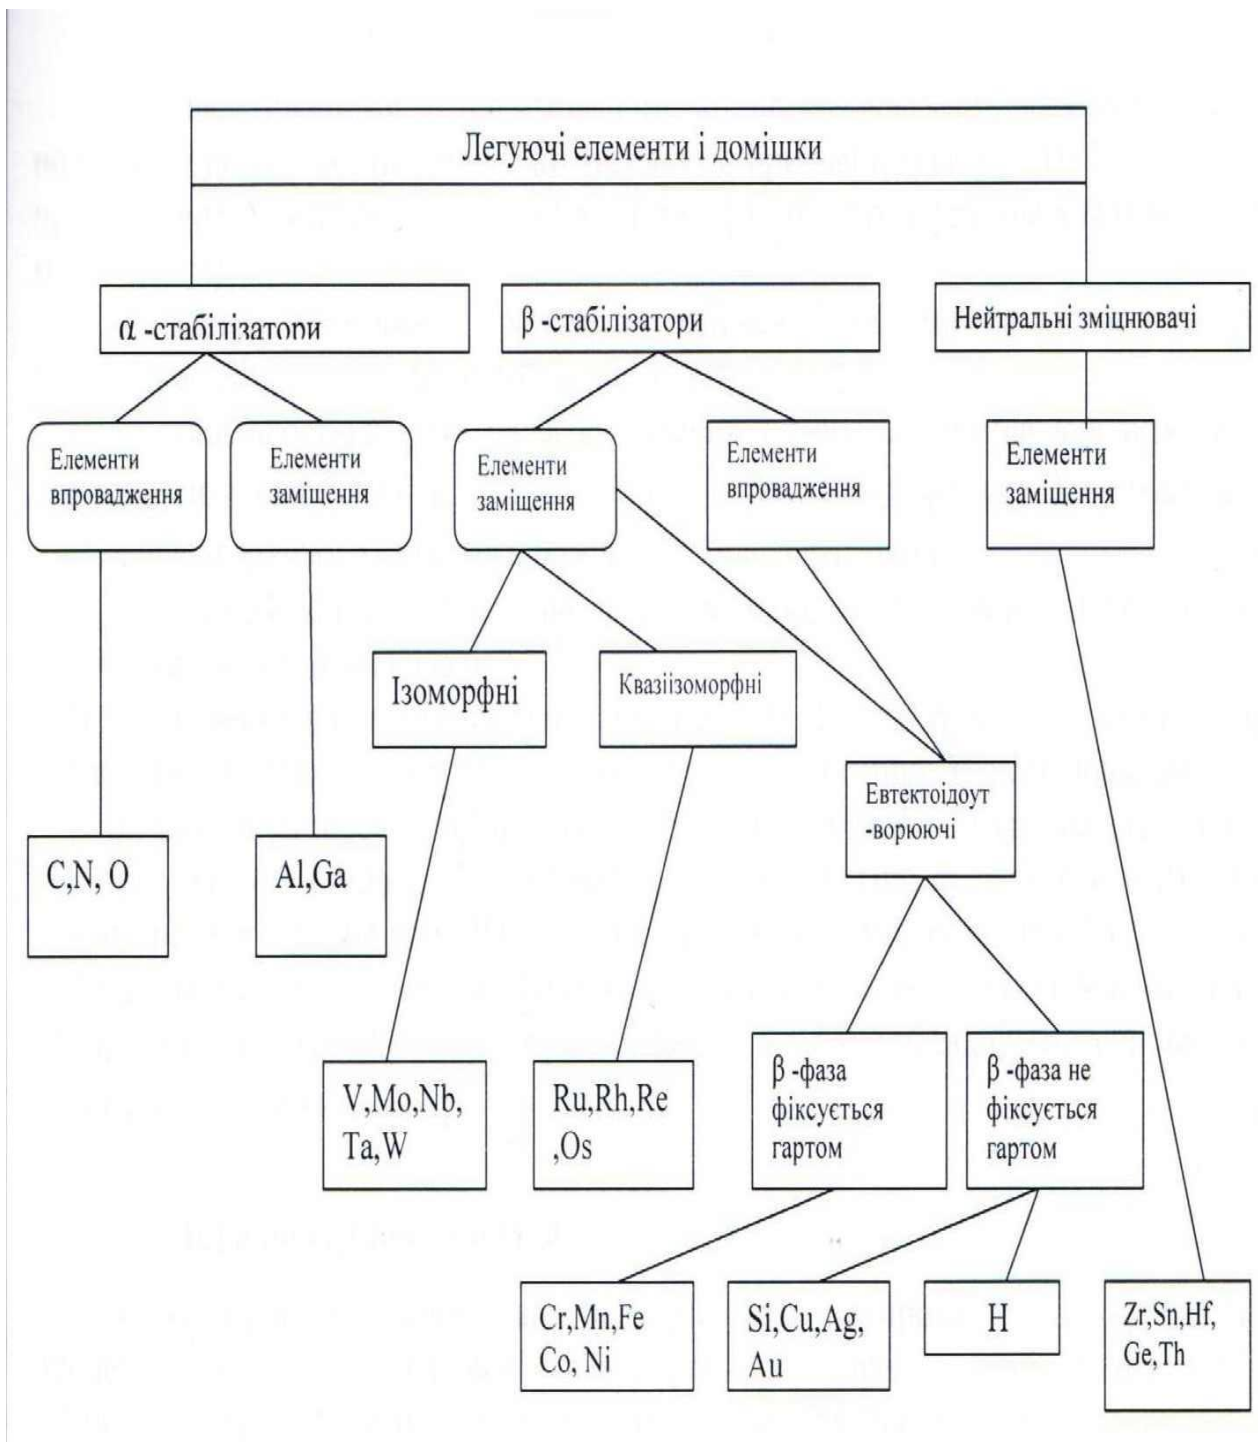 Легуючі елементи і домішки
α -стабілізатори
β -стабілізатори
Нейтральні зміцнювачі
Елементи
впровадження
Елементи
заміщення
Елементи
заміщення
Елементи
впровадження
Елементи
заміщення
Ізоморфні
Квазіізоморфні
Евтектоідоут
-ворюючі
C,N, O
Al,Ga
V,Mo,Nb,
Ta,W
Ru,Rh,Re
,Os
β -фаза
фіксується
гартом
β -фаза не
фіксується
гартом
Cr,Mn,Fe
Co, Ni
Si,Cu,Ag,
Au
H
Zr,Sn,Hf,
Ge,Th